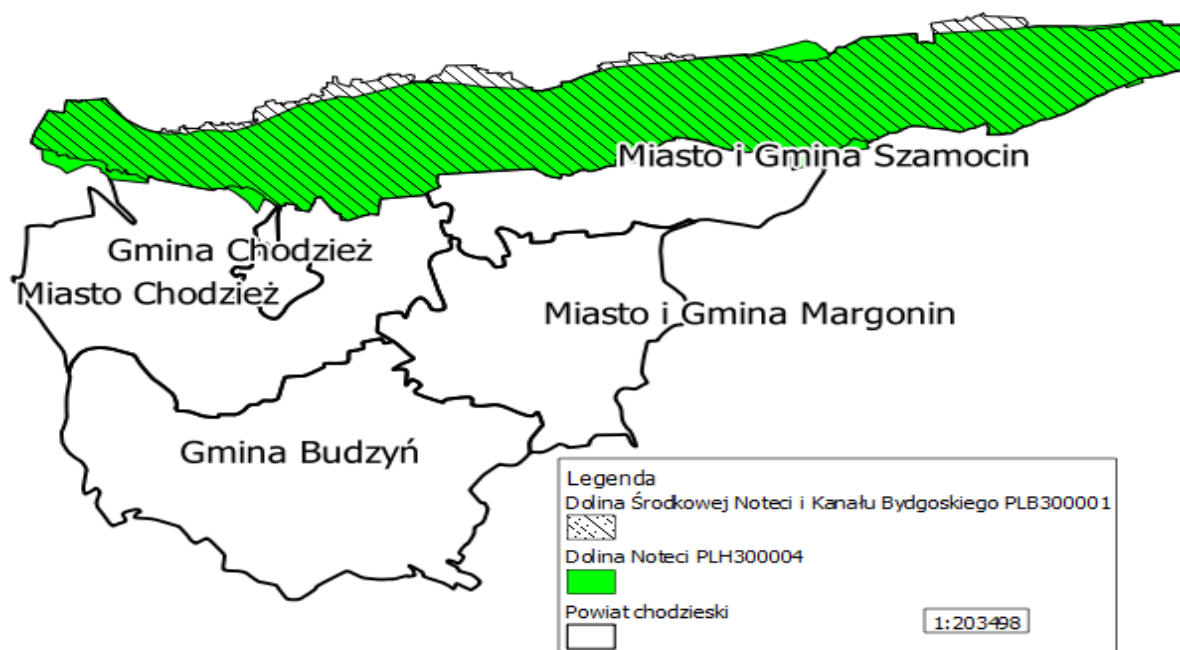 Miasto i Gmina Szamocin
Gmina Chodzież
Miasto Chodzież
Miasto i Gmina Margonin
Gmina Budzyń
Legenda
Dolina Środkowej Noteci i Kanału Bydgoskiego PLB300001
Dolina Noteci PLH300004
Powiat chodzieski
1:203498